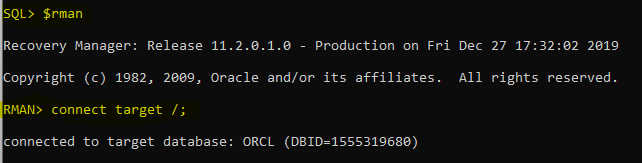 SQL> $rman
Recovery Manager: Release 11.2.0.1.0 - Production on Fri Dec 27 17:32:02 2019
Copyright (c) 1982, 2009, Oracle and/or its affiliates.  All rights reserved.
RMAN> connect target /;
connected to target database: ORCL (DBID=1555319680)